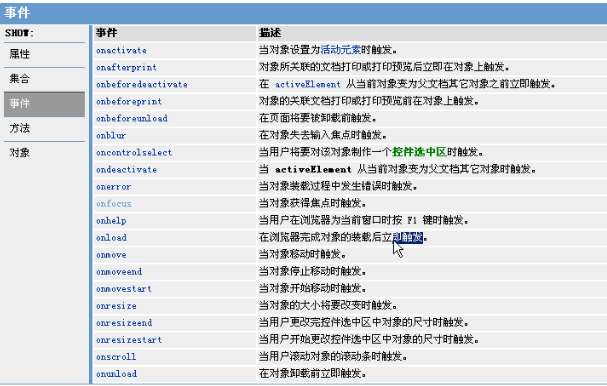 事件
SHOW:
属性
集合
事件
方法
对象
事件 描述
onactivate 当对象设置为活动元素时触发。
onafterprint 对象所关联的文档打印或打印预览后立即在对象上触发。
onbeforedeactivate 在 activeElement 从当前对象变为父文档其它对象之前立即触发。
onbeforeprint 对象的关联文档打印或打印预览前在对象上触发。
onbeforeunload 在页面将要被卸载前触发。
onblur 在对象失去输入焦点时触发。
oncontrolselect 当用户将要对该对象制作一个控件选中区时触发。
ondeactivate 当 activeElement 从当前对象变为父文档其它对象时触发。
onerror 当对象装载过程中发生错误时触发。
onfocus 当对象获得焦点时触发。
onhelp 当用户在浏览器为当前窗口时按 F1 键时触发。
onload 在浏览器完成对象的装载后立即触发。
onmove 当对象移动时触发。
onmoveend 当对象停止移动时触发。
onmovestart 当对象开始移动时触发。
onresize 当对象的大小将要改变时触发。
onresizeend 当用户更改完控件选中区中对象的尺寸时触发。
onresizestart 当用户开始更改控件选中区中对象的尺寸时触发。
onscroll 当用户滚动对象的滚动条时触发。
onunload 在对象卸载前立即触发。